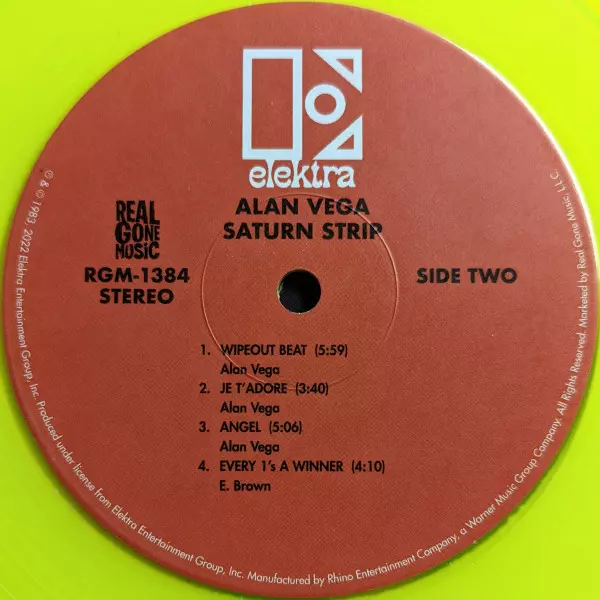 elektra
ALAN VEGA
SATURN STRIP
REAL
GONE
MUSIC
RGM-1384
STEREO
SIDE TWO
1. WIPEOUT BEAT (5:59)
Alan Vega
2. JE T'ADORE (3:40)
Alan Vega
3. ANGEL (5:06)
Alan Vega
4. EVERY 1's A WINNER (4:10)
E. Brown
℗ & © 1983, 2022 Elektra Entertainment Group, Inc. Produced under license from Elektra Entertainment Group, Inc. Manufactured by Rhino Entertainment Company, a Warner Music Group Company. All Rights Reserved. Marketed by Real Gone Music, LLC.